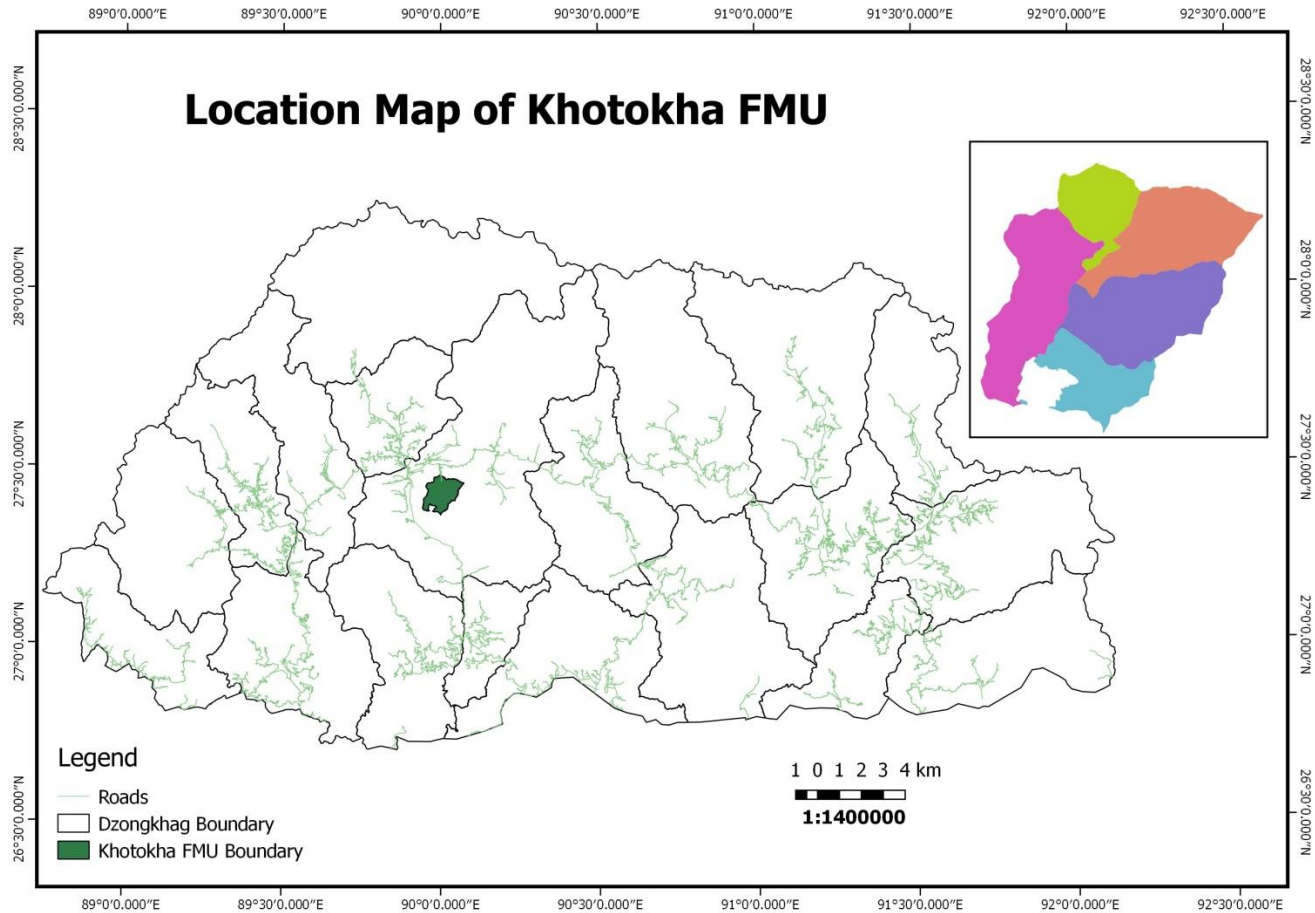 89°0'0.000"E 89°30'0.000"E 90°0'0.000"E 90°30'0.000"E 91°0'0.000"E 91°30'0.000"E 92°0'0.000"E 92°30'0.000"E
Location Map of Khotokha FMU
28°30'0.000"N
28°0'0.000"N
27°30'0.000"N
27°0'0.000"N
26°30'0.000"N
28°30'0.000"N
28°0'0.000"N
27°30'0.000"N
27°0'0.000"N
26°30'0.000"N
Legend
Roads
Dzongkhag Boundary
Khotokha FMU Boundary
1 0 1 2 3 4 km
1:1400000
89°0'0.000"E 89°30'0.000"E 90°0'0.000"E 90°30'0.000"E 91°0'0.000"E 91°30'0.000"E 92°0'0.000"E 92°30'0.000"E